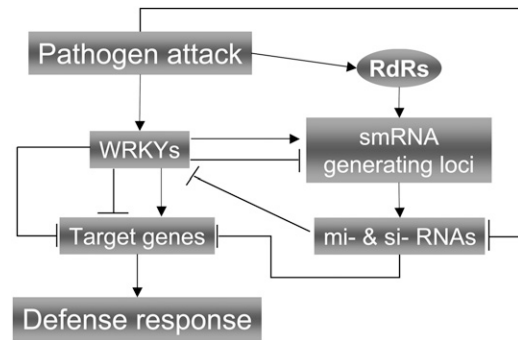 Pathogen attack
RdRs
WRKYs
smRNA
generating loci
Target genes
mi- & si- RNAs
Defense response